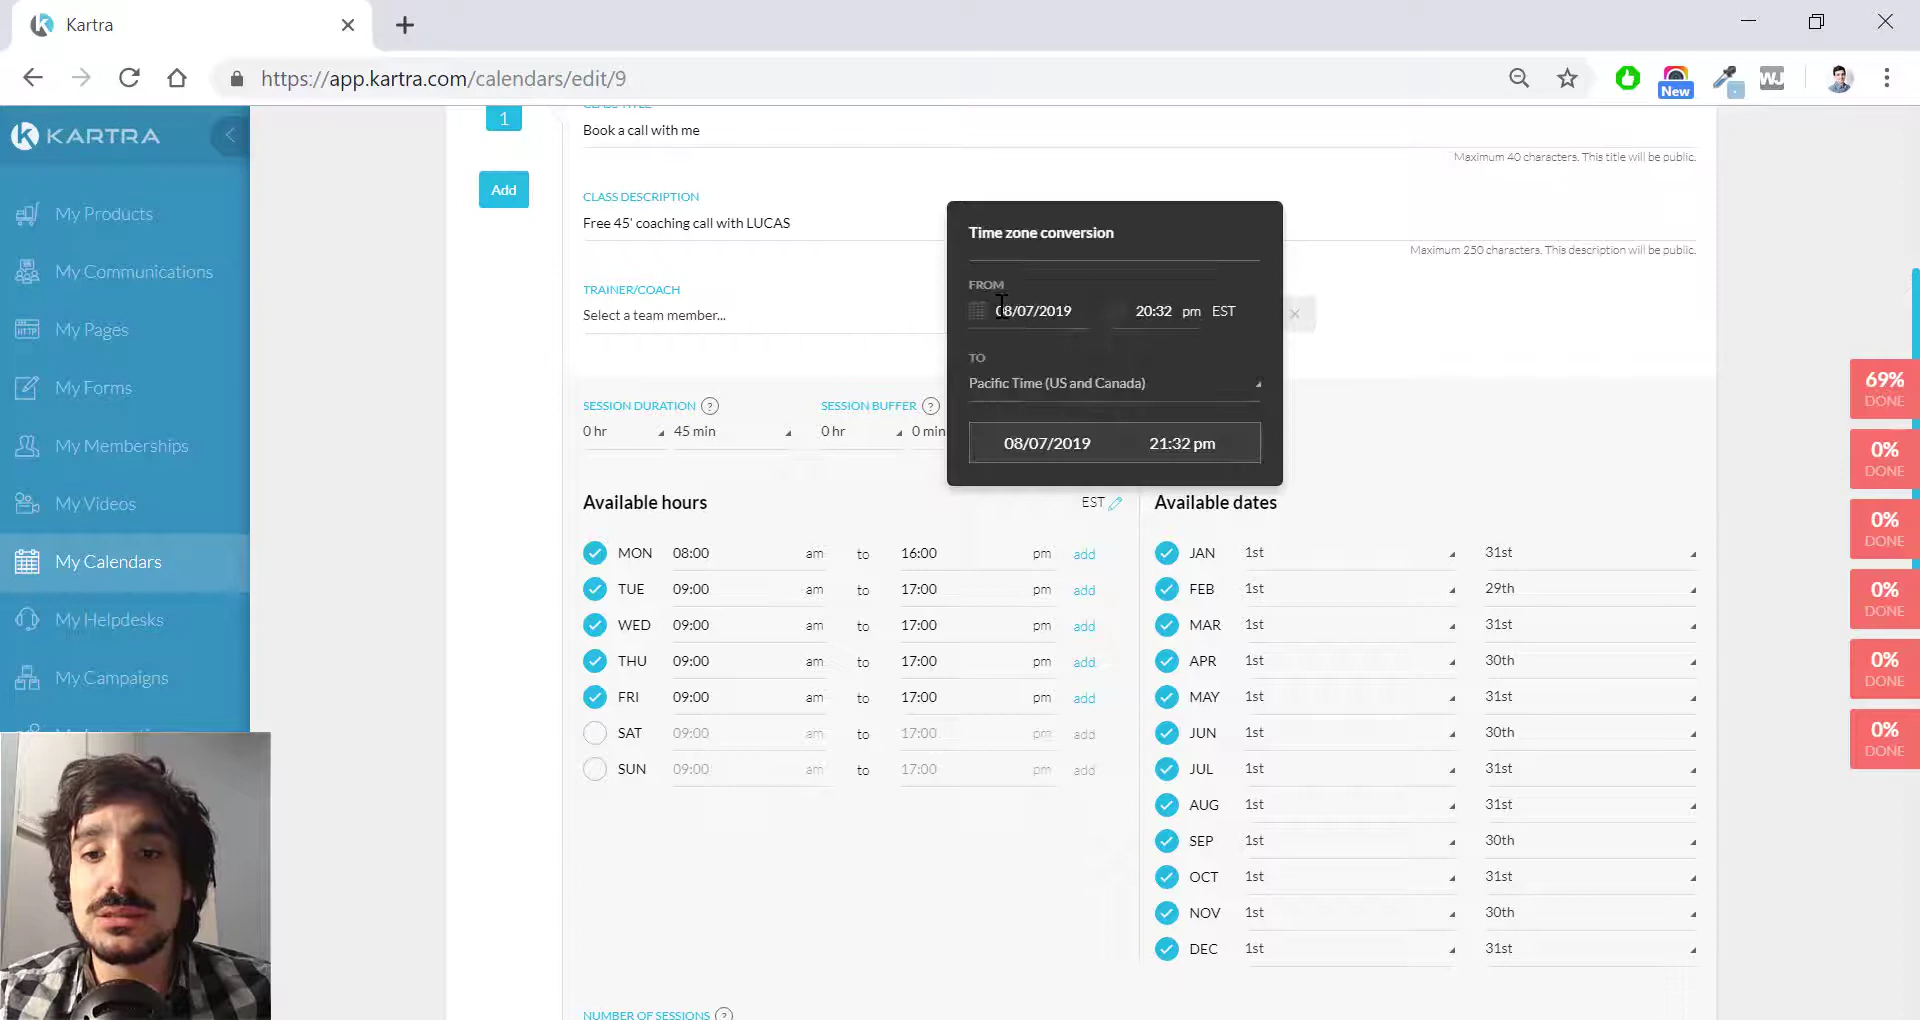 Kartra
https://app.kartra.com/calendars/edit/9
New
WJ
KARTRA
My Products
My Communications
My Pages
My Forms
My Memberships
My Videos
My Calendars
My Helpdesks
My Campaigns
1
Add
CLASS TITLE
Book a call with me
Maximum 40 characters. This title will be public.
CLASS DESCRIPTION
Free 45' coaching call with LUCAS
Maximum 250 characters. This description will be public.
TRAINER/COACH
Select a team member...
Time zone conversion
FROM
08/07/2019 20:32 pm EST
TO
Pacific Time (US and Canada)
08/07/2019 21:32 pm
SESSION DURATION ?
0 hr 45 min
SESSION BUFFER ?
0 hr 0 min
Available hours EST
MON 08:00 am to 16:00 pm add
TUE 09:00 am to 17:00 pm add
WED 09:00 am to 17:00 pm add
THU 09:00 am to 17:00 pm add
FRI 09:00 am to 17:00 pm add
SAT 09:00 am to 17:00 pm add
SUN 09:00 am to 17:00 pm add
Available dates
JAN 1st 31st
FEB 1st 29th
MAR 1st 31st
APR 1st 30th
MAY 1st 31st
JUN 1st 30th
JUL 1st 31st
AUG 1st 31st
SEP 1st 30th
OCT 1st 31st
NOV 1st 30th
DEC 1st 31st
NUMBER OF SESSIONS ?
69%
DONE
0%
DONE
0%
DONE
0%
DONE
0%
DONE
0%
DONE